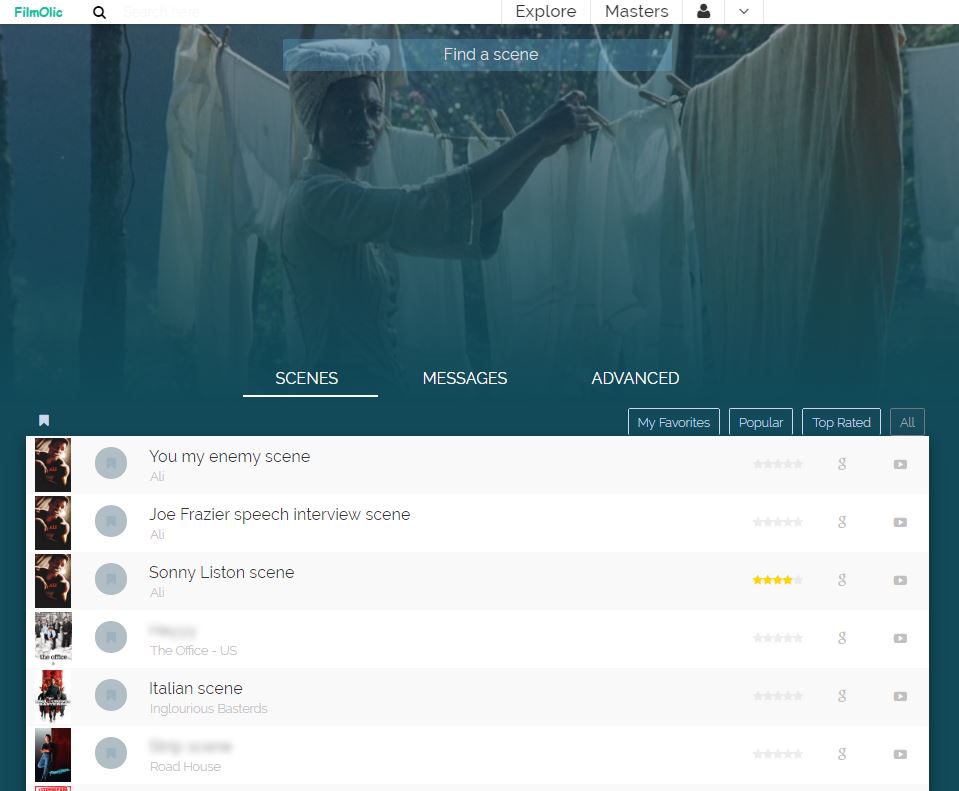 FilmOlic
Search here
Explore
Masters
Find a scene
SCENES
MESSAGES
ADVANCED
My Favorites
Popular
Top Rated
All
You my enemy scene
Ali
Joe Frazier speech interview scene
Ali
Sonny Liston scene
Ali
the office
The Office - US
Italian scene
Inglourious Basterds
Road House